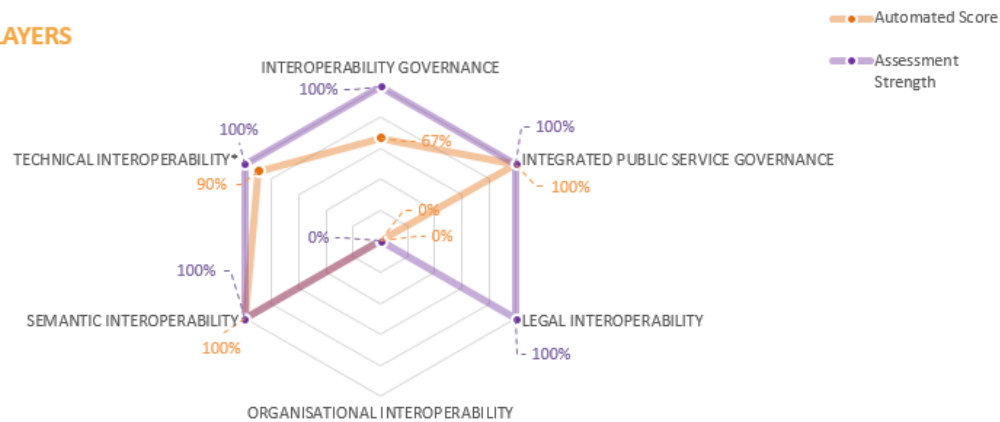 Automated Score
LAYERS
Assessment
Strength
INTEROPERABILITY GOVERNANCE
100%
100%
100%
67%
TECHNICAL INTEROPERABILITY*
INTEGRATED PUBLIC SERVICE GOVERNANCE
90%
100%
0%
0%
0%
100%
SEMANTIC INTEROPERABILITY
LEGAL INTEROPERABILITY
100%
100%
ORGANISATIONAL INTEROPERABILITY